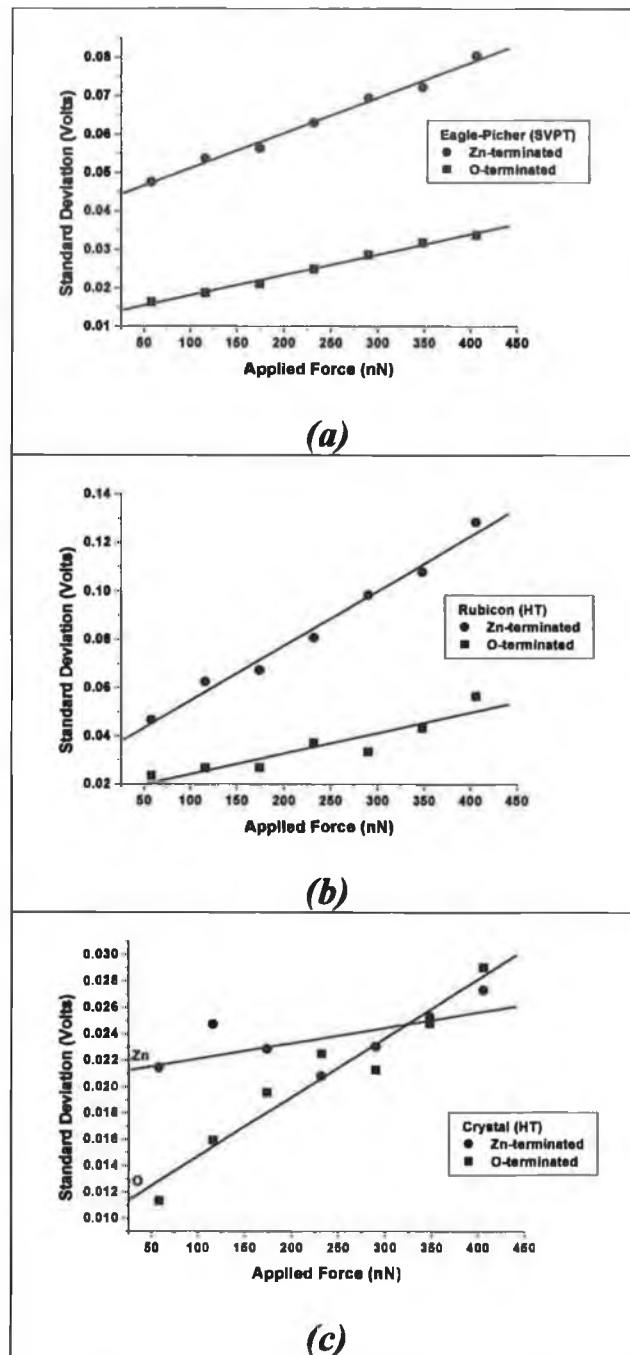 Standard Deviation (Volts)
0.08
0.07
0.06
0.05
0.04
0.03
0.02
0.01
Eagle-Picher (SVPT)
Zn-terminated
O-terminated
50 100 150 200 250 300 350 400 450
Applied Force (nN)
(a)
Standard Deviation (Volts)
0.14
0.12
0.10
0.08
0.06
0.04
0.02
Rubicon (HT)
Zn-terminated
O-terminated
50 100 150 200 250 300 350 400 450
Applied Force (nN)
(b)
Standard Deviation (Volts)
0.030
0.028
0.026
0.024
0.022
0.020
0.018
0.016
0.014
0.012
0.010
Zn
O
Crystal (HT)
Zn-terminated
O-terminated
50 100 150 200 250 300 350 400 450
Applied Force (nN)
(c)